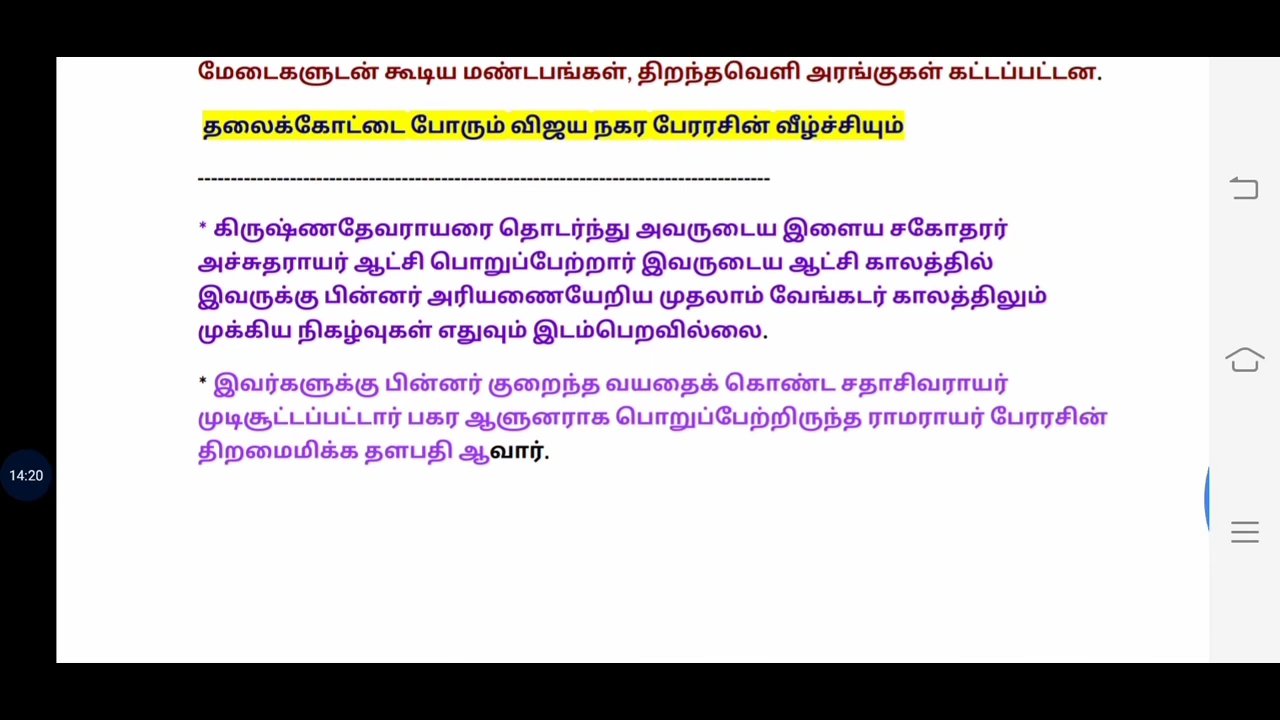 மேடைகளுடன் கூடிய மண்டபங்கள், திறந்தவெளி அரங்குகள் கட்டப்பட்டன.
தலைக்கோட்டை போரும் விஜய நகர பேரரசின் வீழ்ச்சியும்
---------------------------------------------------------------------------------------
* கிருஷ்ணதேவராயரை தொடர்ந்து அவருடைய இளைய சகோதரர்
அச்சுதராயர் ஆட்சி பொறுப்பேற்றார் இவருடைய ஆட்சி காலத்தில்
இவருக்கு பின்னர் அரியணையேறிய முதலாம் வேங்கடர் காலத்திலும்
முக்கிய நிகழ்வுகள் எதுவும் இடம்பெறவில்லை.
* இவர்களுக்கு பின்னர் குறைந்த வயதைக் கொண்ட சதாசிவராயர்
முடிசூட்டப்பட்டார் பகர ஆளுனராக பொறுப்பேற்றிருந்த ராமராயர் பேரரசின்
திறமைமிக்க தளபதி ஆவார்.
14:20